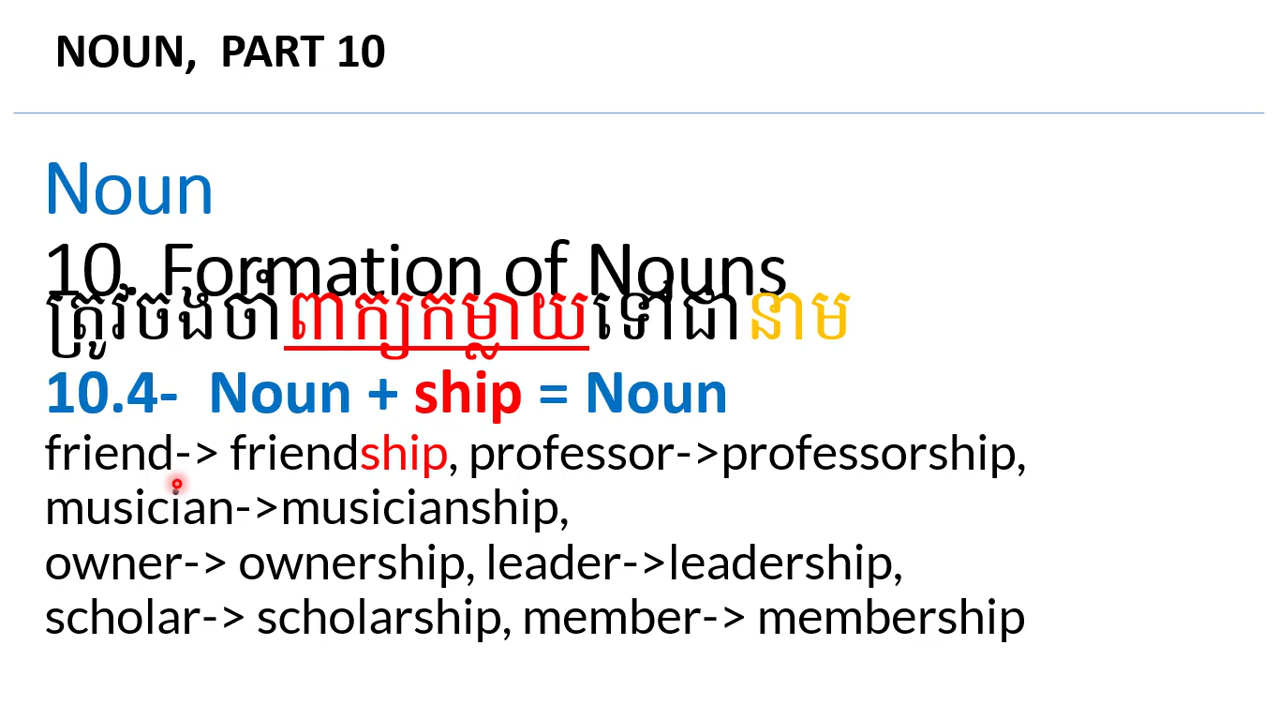 NOUN, PART 10
Noun
10. Formation of Nouns
ត្រូវចងចាំពាក្យកម្លាយទៅជានាម
10.4- Noun + ship = Noun
friend-> friendship, professor->professorship,
musician->musicianship,
owner-> ownership, leader->leadership,
scholar-> scholarship, member-> membership